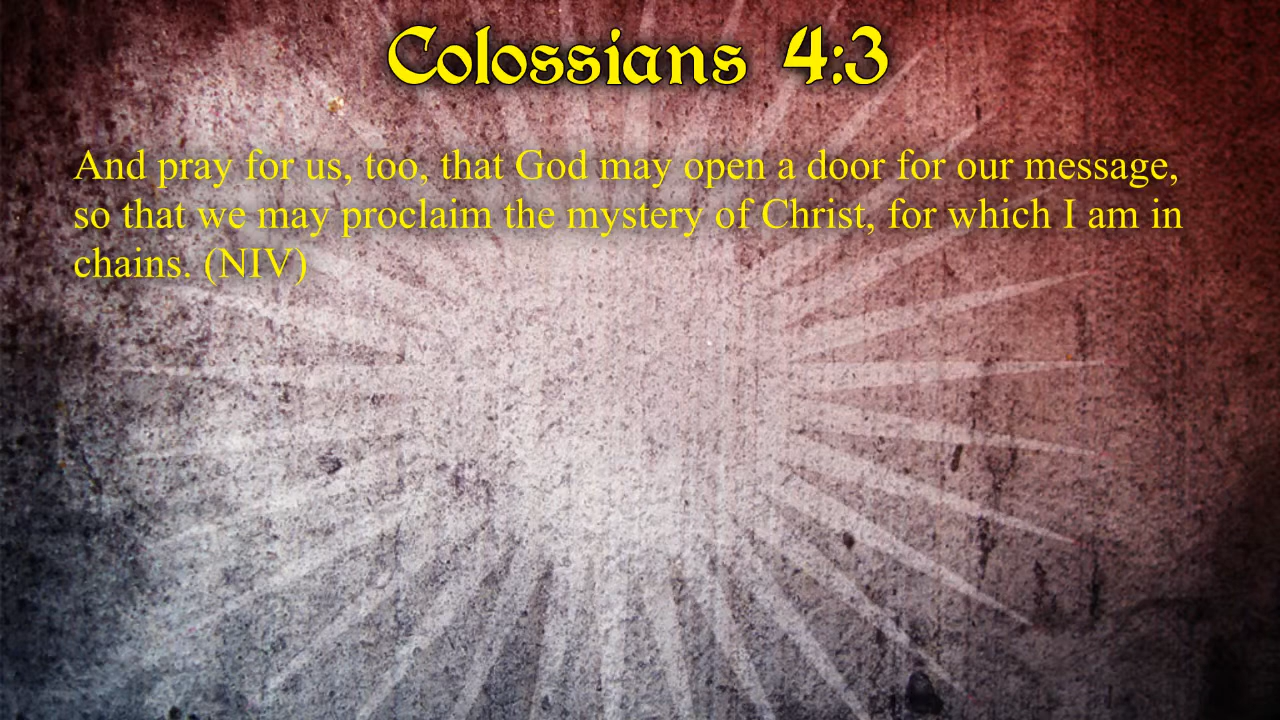 Colossians 4:3
And pray for us, too, that God may open a door for our message,
so that we may proclaim the mystery of Christ, for which I am in
chains. (NIV)